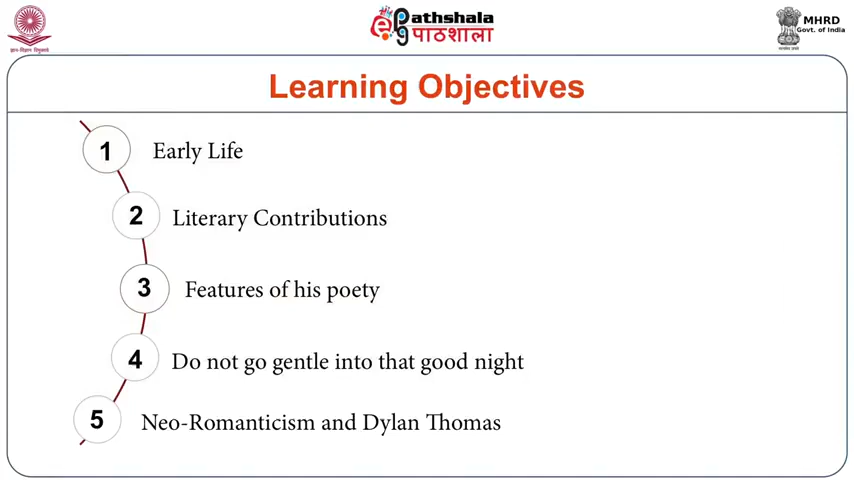 Pathshala
पाठशाला
MHRD
Govt. of India
Learning Objectives
1 Early Life
2 Literary Contributions
3 Features of his poety
4 Do not go gentle into that good night
5 Neo-Romanticism and Dylan Thomas